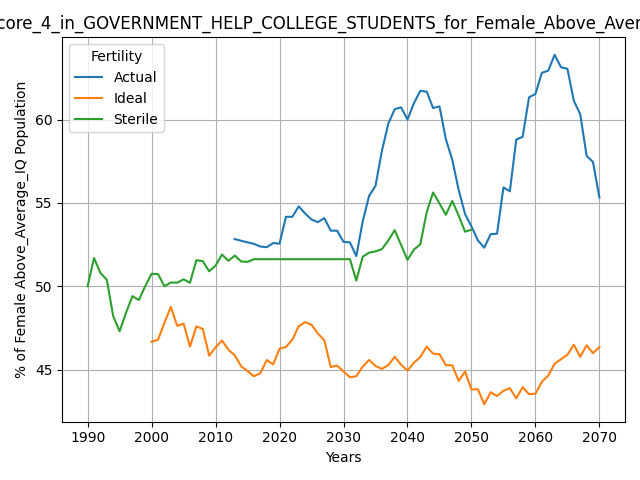 core_4_in_GOVERNMENT_HELP_COLLEGE_STUDENTS_for_Female_Above_Aver
Fertility
Actual
Ideal
Sterile
% of Female Above_Average_IQ Population
60
55
50
45
1990 2000 2010 2020 2030 2040 2050 2060 2070
Years